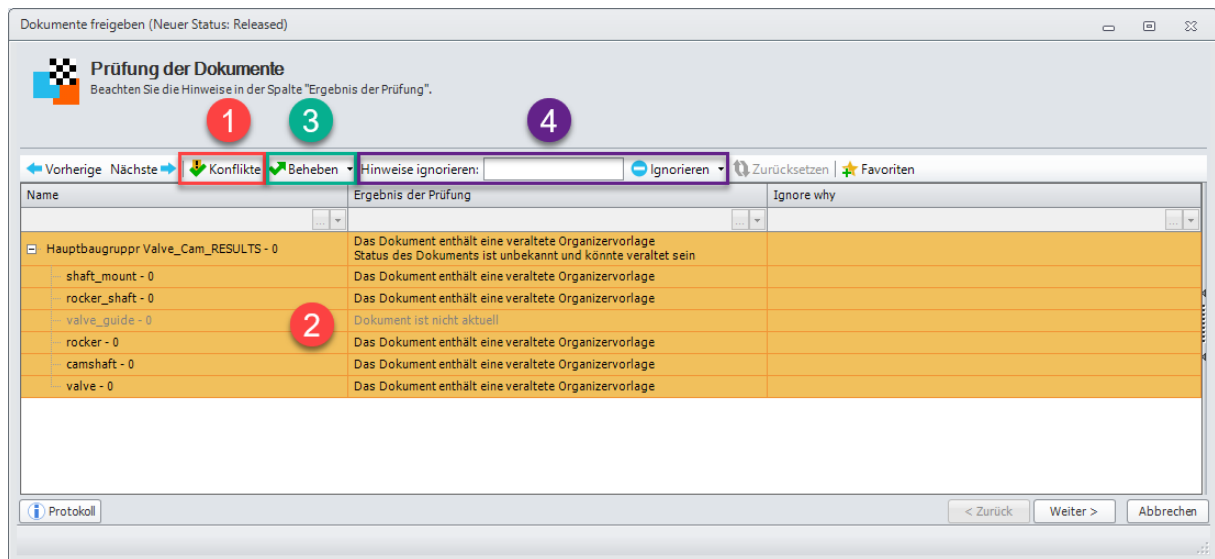 Dokumente freigeben (Neuer Status: Released)
Prüfung der Dokumente
Beachten Sie die Hinweise in der Spalte "Ergebnis der Prüfung".
1 3 4
Vorherige Nächste Konflikte Beheben Hinweise ignorieren: Ignorieren Zurücksetzen Favoriten
Name Ergebnis der Prüfung Ignore why
... ... ...
Hauptbaugruppr Valve_Cam_RESULTS - 0 Das Dokument enthält eine veraltete Organizervorlage
Status des Dokuments ist unbekannt und könnte veraltet sein
shaft_mount - 0 Das Dokument enthält eine veraltete Organizervorlage
rocker_shaft - 0 Das Dokument enthält eine veraltete Organizervorlage
valve_guide - 0 2 Dokument ist nicht aktuell
rocker - 0 Das Dokument enthält eine veraltete Organizervorlage
camshaft - 0 Das Dokument enthält eine veraltete Organizervorlage
valve - 0 Das Dokument enthält eine veraltete Organizervorlage
Protokoll < Zurück Weiter > Abbrechen